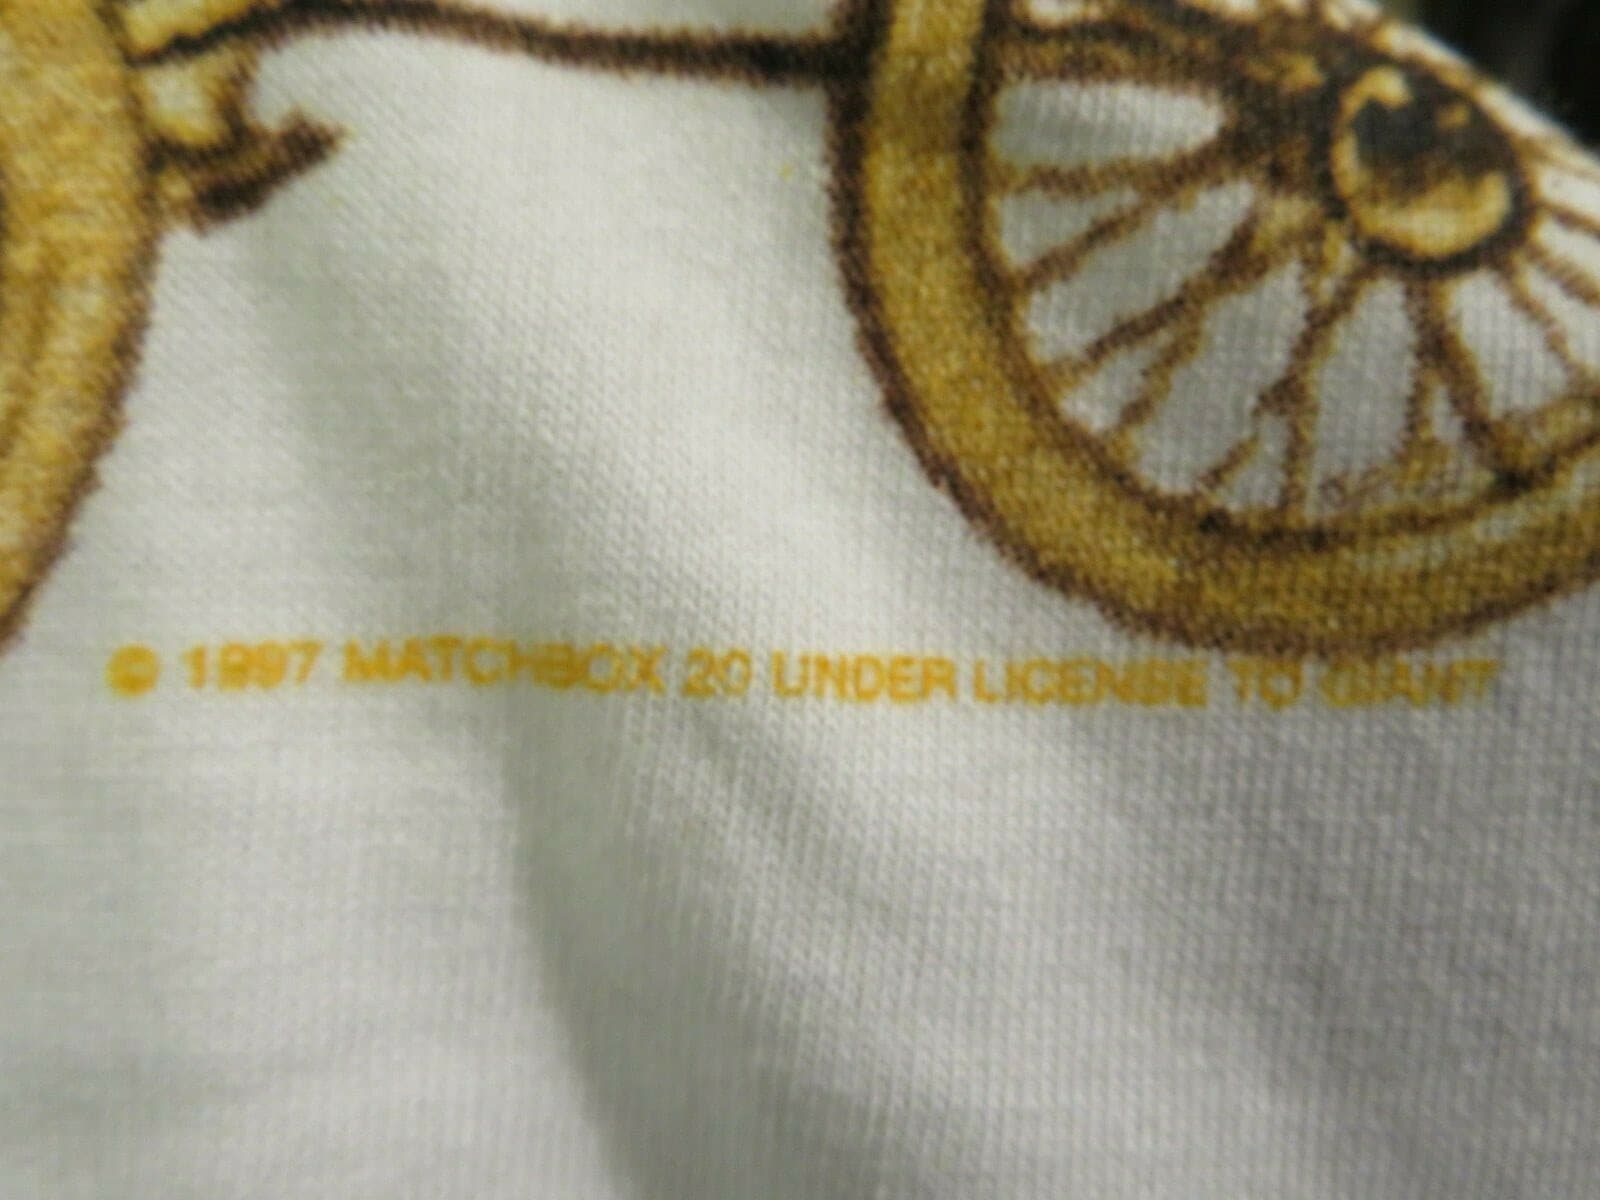 © 1997 MATCHBOX 20 UNDER LICENSE TO GIANT